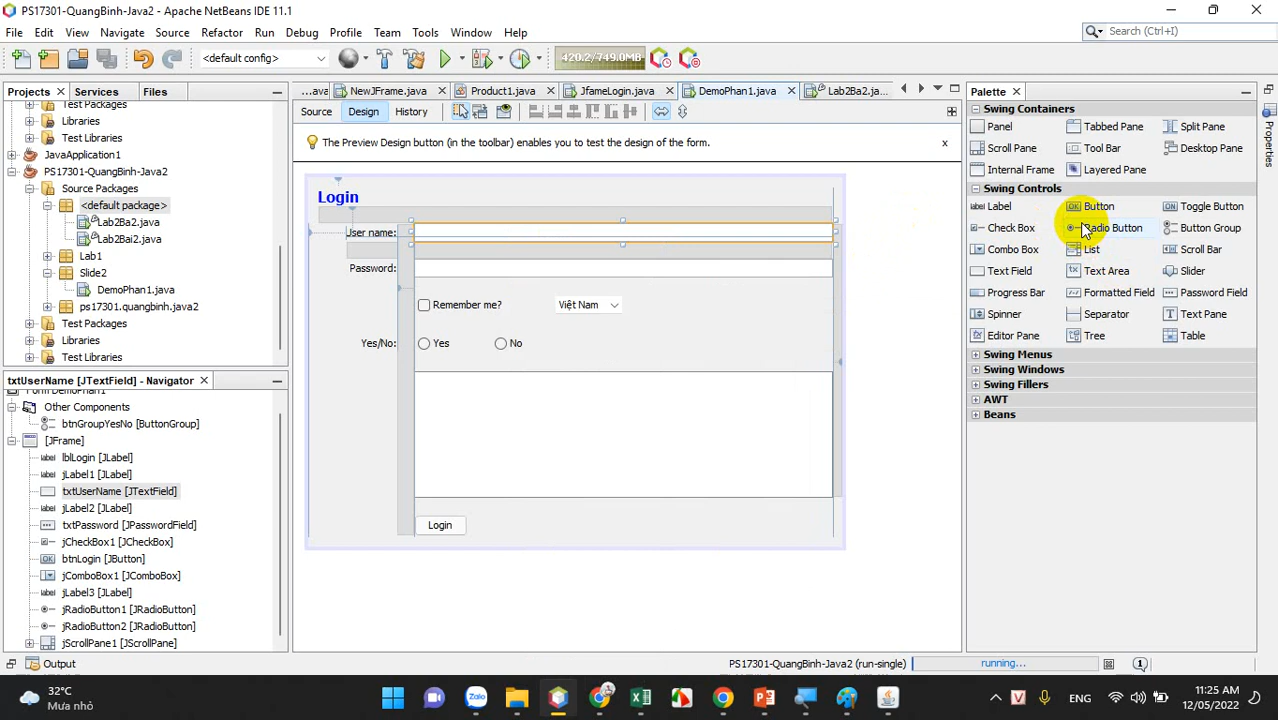 PS17301-QuangBinh-Java2 - Apache NetBeans IDE 11.1
File Edit View Navigate Source Refactor Run Debug Profile Team Tools Window Help
Search (Ctrl+I)
<default config>
420.2/749.0MB
Projects Services Files
...ava NewJFrame.java Product1.java JfameLogin.java DemoPhan1.java Lab2Ba2.ja...
Palette
Properties
Source Design History
The Preview Design button (in the toolbar) enables you to test the design of the form.
x
Test Packages
Libraries
Test Libraries
JavaApplication1
PS17301-QuangBinh-Java2
Source Packages
<default package>
Lab2Ba2.java
LBai2.java
Lab1
Slide2
DemoPhan1.java
ps17301.quangbinh.java2
Test Packages
Libraries
Test Libraries
txtUserName [JTextField] - Navigator
Form DemoPhan1
Other Components
btnGroupYesNo [ButtonGroup]
[JFrame]
lblLogin [JLabel]
jLabel1 [JLabel]
txtUserName [JTextField]
jLabel2 [JLabel]
txtPassword [JPasswordField]
jCheckBox1 [JCheckBox]
btnLogin [JButton]
jComboBox1 [JComboBox]
jLabel3 [JLabel]
jRadioButton1 [JRadioButton]
jRadioButton2 [JRadioButton]
jScrollPane1 [JScrollPane]
Login
User name:
Password:
Remember me? Việt Nam
Yes/No: Yes No
Login
Swing Containers
Panel Tabbed Pane Split Pane
Scroll Pane Tool Bar Desktop Pane
Internal Frame Layered Pane
Swing Controls
label Label OK Button ON Toggle Button
Check Box Radio Button Button Group
Combo Box List Scroll Bar
Text Field Text Area Slider
Progress Bar Formatted Field Password Field
Spinner Separator Text Pane
Editor Pane Tree Table
Swing Menus
Swing Windows
Swing Fillers
AWT
Beans
Output
PS17301-QuangBinh-Java2 (run-single) running... 1
32°C
Mưa nhỏ
ENG
11:25 AM
12/05/2022